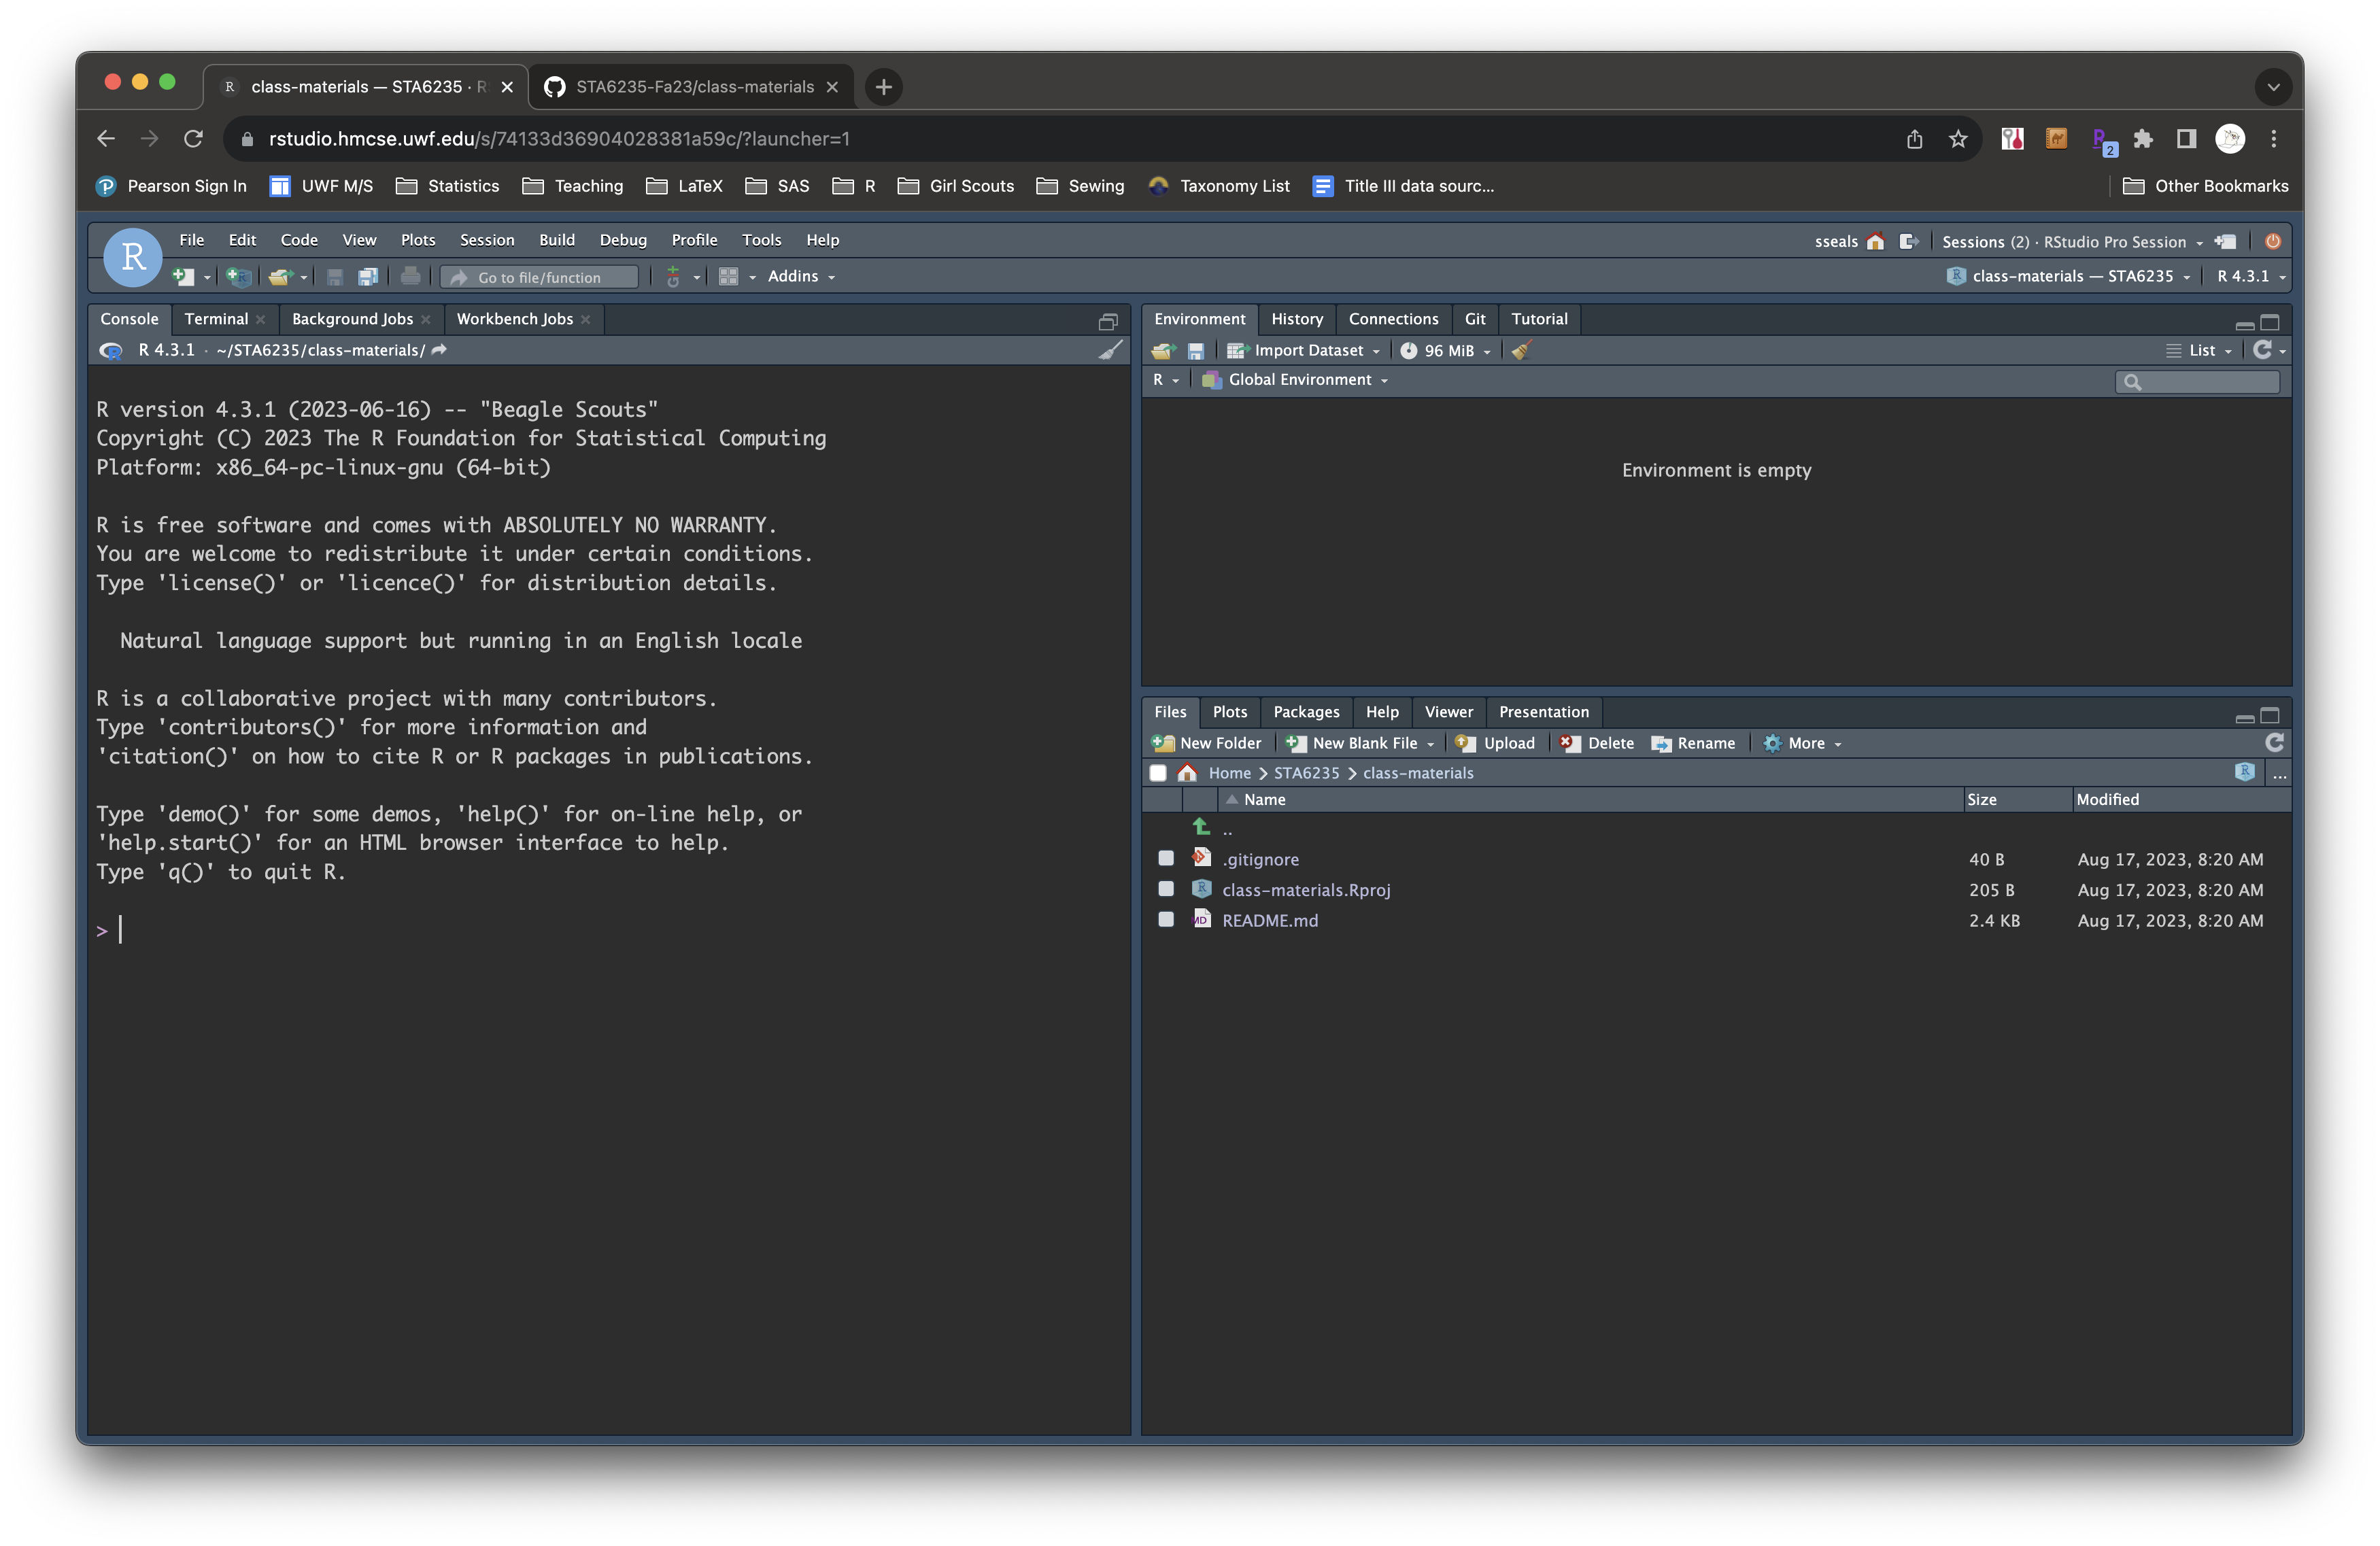 class-materials — STA6235 · R
STA6235-Fa23/class-materials
rstudio.hmcse.uwf.edu/s/74133d36904028381a59c/?launcher=1
2
Pearson Sign In UWF M/S Statistics Teaching LaTeX SAS R Girl Scouts Sewing Taxonomy List Title III data sourc... Other Bookmarks
R
File Edit Code View Plots Session Build Debug Profile Tools Help
sseals Sessions (2) · RStudio Pro Session
Go to file/function Addins
class-materials — STA6235 R 4.3.1
Console Terminal Background Jobs Workbench Jobs
R 4.3.1 · ~/STA6235/class-materials/
R version 4.3.1 (2023-06-16) -- "Beagle Scouts"
Copyright (C) 2023 The R Foundation for Statistical Computing
Platform: x86_64-pc-linux-gnu (64-bit)
R is free software and comes with ABSOLUTELY NO WARRANTY.
You are welcome to redistribute it under certain conditions.
Type 'license()' or 'licence()' for distribution details.
Natural language support but running in an English locale
R is a collaborative project with many contributors.
Type 'contributors()' for more information and
'citation()' on how to cite R or R packages in publications.
Type 'demo()' for some demos, 'help()' for on-line help, or
'help.start()' for an HTML browser interface to help.
Type 'q()' to quit R.
>
Environment History Connections Git Tutorial
Import Dataset 96 MiB List
R Global Environment
Environment is empty
Files Plots Packages Help Viewer Presentation
New Folder New Blank File Upload Delete Rename More
Home STA6235 class-materials ...
Name Size Modified
..
.gitignore 40 B Aug 17, 2023, 8:20 AM
class-materials.Rproj 205 B Aug 17, 2023, 8:20 AM
README.md 2.4 KB Aug 17, 2023, 8:20 AM